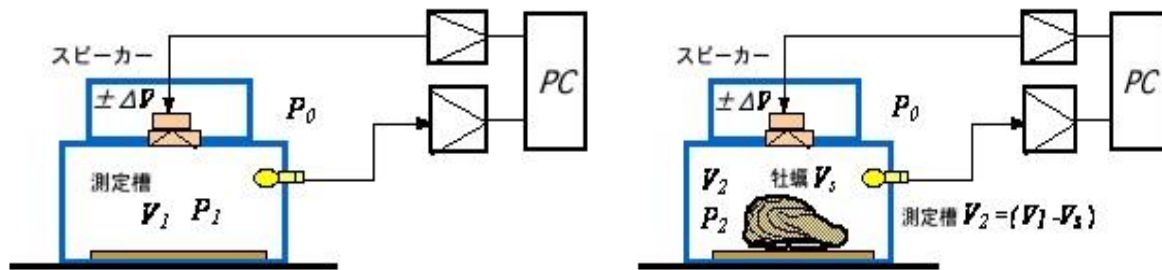 スピーカー
±ΔV
P0
PC
測定槽
V1 P1
スピーカー
±ΔV
P0
PC
V2 牡蠣 Vs
P2
測定槽 V2 =(V1 -Vs)